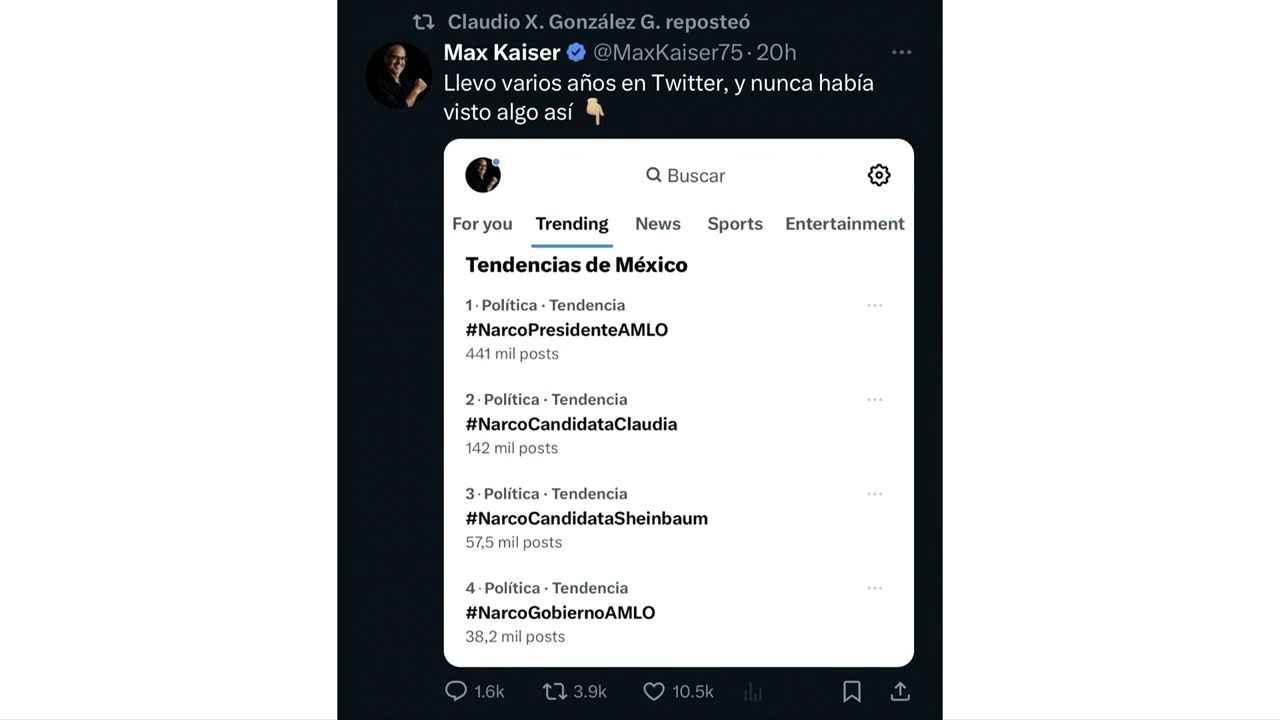 Claudio X. González G. reposteó
Max Kaiser @MaxKaiser75 · 20h
Llevo varios años en Twitter, y nunca había
visto algo así 👇
Buscar
For you Trending News Sports Entertainment
Tendencias de México
1 · Política · Tendencia
#NarcoPresidenteAMLO
441 mil posts
2 · Política · Tendencia
#NarcoCandidataClaudia
142 mil posts
3 · Política · Tendencia
#NarcoCandidataSheinbaum
57,5 mil posts
4 · Política · Tendencia
#NarcoGobiernoAMLO
38,2 mil posts
1.6k 3.9k 10.5k